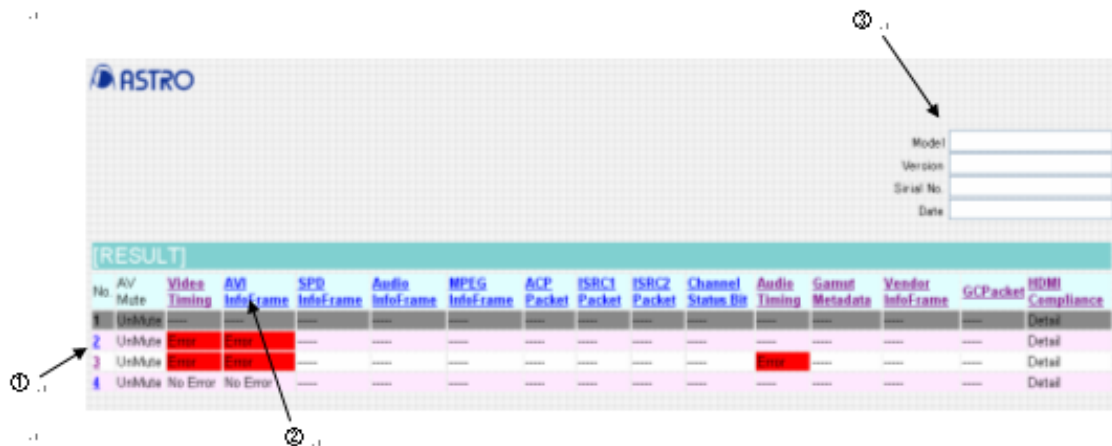 ③
ASTRO
Model
Version
Sirial No.
Date
[RESULT]
No. AV Mute Video Timing AVI InfoFrame SPD InfoFrame Audio InfoFrame MPEG InfoFrame ACP Packet ISRC1 Packet ISRC2 Packet Channel Status Bit Audio Timing Gamut Metadata Vendor InfoFrame GCPacket HDMI Compliance
1 UnMute ---- ---- ---- ---- ---- ---- ---- ---- ---- ---- ---- ---- ---- Detail
2 UnMute Error Error ---- ---- ---- ---- ---- ---- ---- ---- ---- ---- ---- Detail
3 UnMute Error Error ---- ---- ---- ---- ---- ---- ---- Error ---- ---- ---- Detail
4 UnMute No Error No Error ---- ---- ---- ---- ---- ---- ---- ---- ---- ---- ---- Detail
①
②